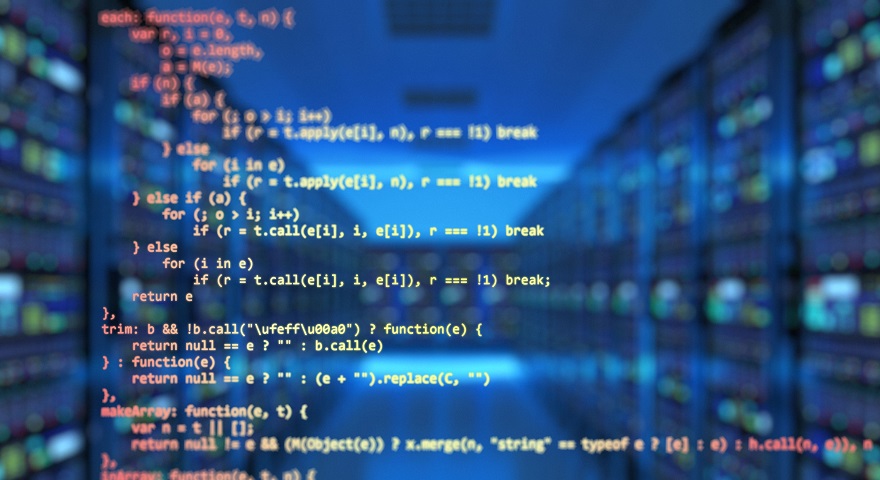 each: function(e, t, n) {
var r, i = 0,
o = e.length,
a = M(e);
if (n) {
if (a) {
for (; o > i; i++)
if (r = t.apply(e[i], n), r === !1) break
} else
for (i in e)
if (r = t.apply(e[i], n), r === !1) break
} else if (a) {
for (; o > i; i++)
if (r = t.call(e[i], i, e[i]), r === !1) break
} else
for (i in e)
if (r = t.call(e[i], i, e[i]), r === !1) break;
return e
},
trim: b && !b.call("\ufeff\u00a0") ? function(e) {
return null == e ? "" : b.call(e)
} : function(e) {
return null == e ? "" : (e + "").replace(C, "")
},
makeArray: function(e, t) {
var n = t || [];
return null != e && (M(Object(e)) ? x.merge(n, "string" == typeof e ? [e] : e) : h.call(n, e)), n
},
inArray: function(e, t, n) {